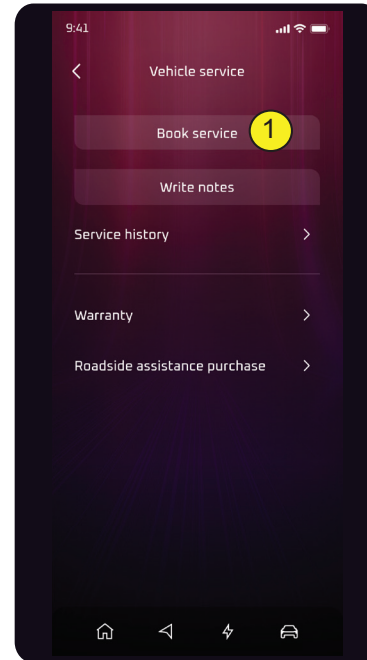 9:41
Vehicle service
Book service 1
Write notes
Service history
Warranty
Roadside assistance purchase